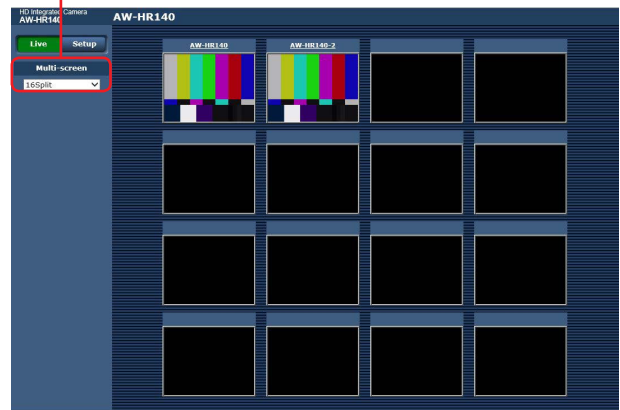 HD Integrated Camera
AW-HR140
AW-HR140
Live
Setup
Multi-screen
16Split
AW-HR140
AW-HR140-2